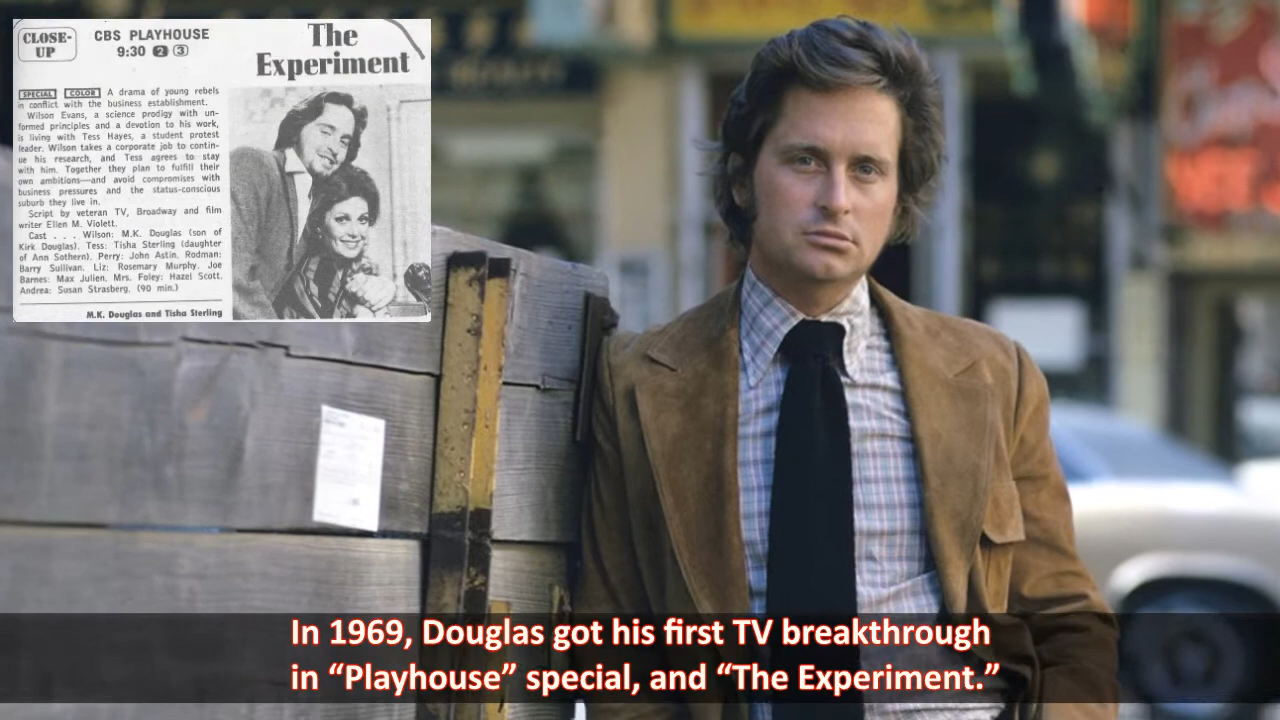 CLOSE-
UP
CBS PLAYHOUSE
9:30 2 3
The
Experiment
SPECIAL COLOR A drama of young rebels
in conflict with the business establishment.
Wilson Evans, a science prodigy with un-
formed principles and a devotion to his work,
is living with Tess Hayes, a student protest
leader. Wilson takes a corporate job to contin-
ue his research, and Tess agrees to stay
with him. Together they plan to fulfill their
own ambitions—and avoid compromises with
business pressures and the status-conscious
suburb they live in.
Script by veteran TV, Broadway and film
writer Ellen M. Violett.
Cast . . . Wilson: M.K. Douglas (son of
Kirk Douglas). Tess: Tisha Sterling (daughter
of Ann Sothern). Perry: John Astin. Rodman:
Barry Sullivan. Liz: Rosemary Murphy. Joe
Barnes: Max Julien. Mrs. Foley: Hazel Scott.
Andrea: Susan Strasberg. (90 min.)
M.K. Douglas and Tisha Sterling
In 1969, Douglas got his first TV breakthrough
in “Playhouse” special, and “The Experiment.”